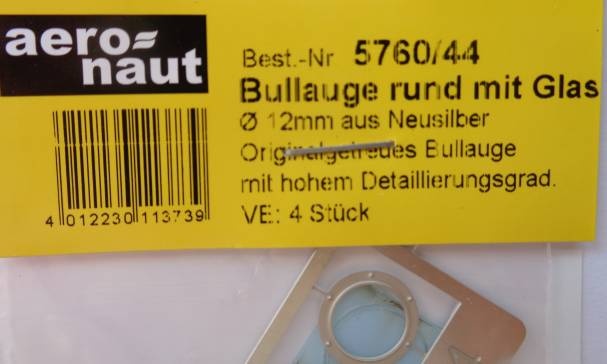 aero=
naut
Best.-Nr 5760/44
Bullauge rund mit Glas
Ø 12mm aus Neusilber
Originalgetreues Bullauge
mit hohem Detaillierungsgrad.
VE: 4 Stück
4 012230 113739